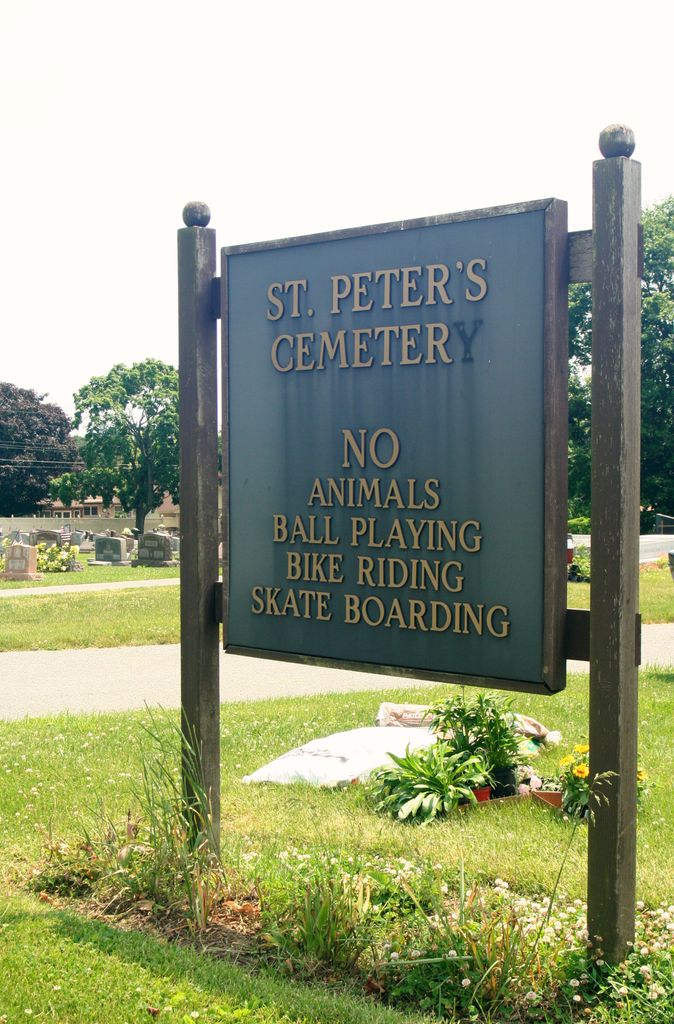 ST. PETER'S
CEMETERY
NO
ANIMALS
BALL PLAYING
BIKE RIDING
SKATE BOARDING